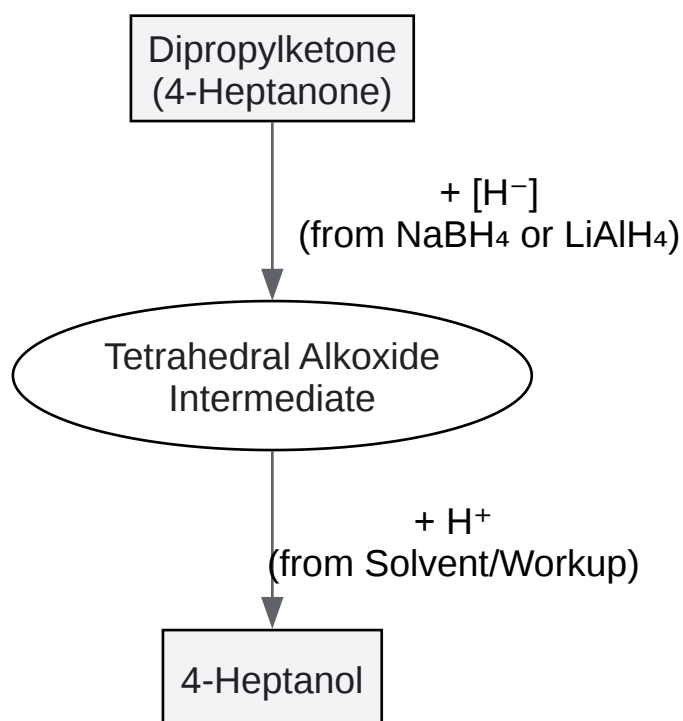 Dipropylketone
(4-Heptanone)
+ [H⁻]
(from NaBH₄ or LiAlH₄)
Tetrahedral Alkoxide
Intermediate
+ H⁺
(from Solvent/Workup)
4-Heptanol